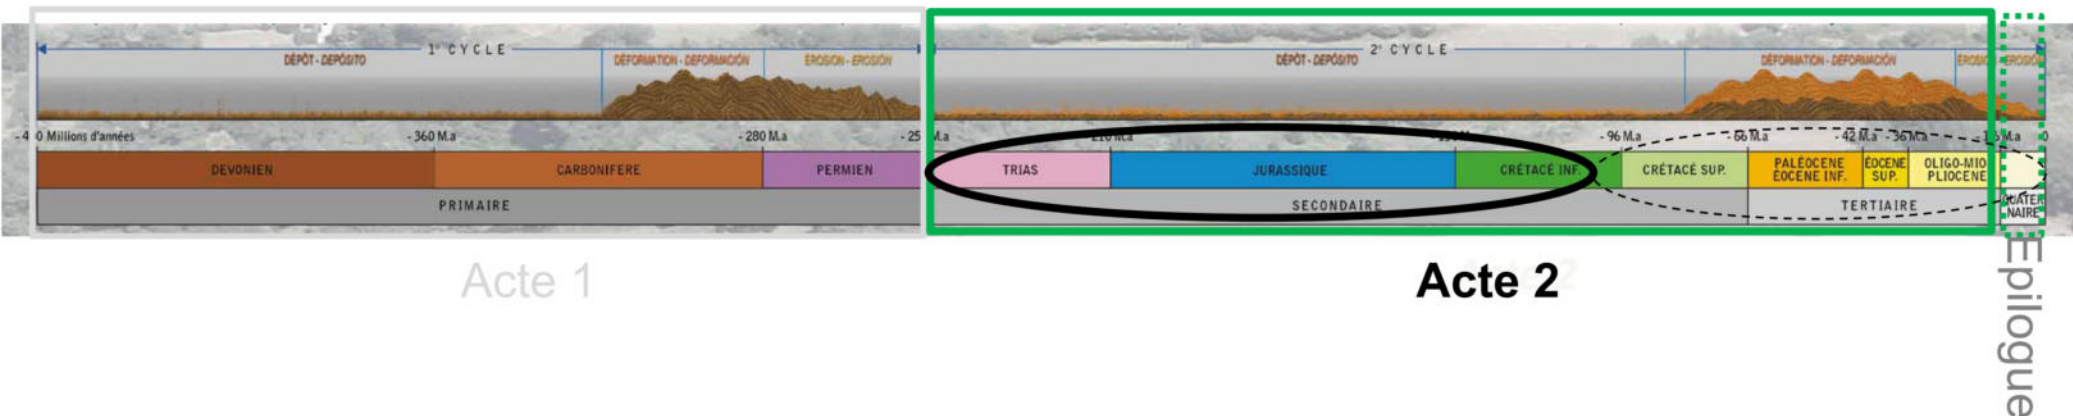 1er CYCLE
2e CYCLE
DÉPÔT - DEPÓSITO
DÉFORMATION - DEFORMACIÓN
ÉROSION - EROSIÓN
DÉPÔT - DEPÓSITO
DÉFORMATION - DEFORMACIÓN
EROSIÓN
Millions d'années
- 360 M.a
- 280 M.a
M.a
- 96 M.a
- 66 M.a
- 42 M.a
- 36 M.a
M.a
0
DEVONIEN
CARBONIFERE
PERMIEN
TRIAS
JURASSIQUE
CRÉTACÉ INF.
CRÉTACÉ SUP.
PALÉOCENE
ÉOCENE INF.
ÉOCENE
SUP.
OLIGO-MIO
PLIOCENE
PRIMAIRE
SECONDAIRE
TERTIAIRE
QUATER
NAIRE
Acte 1
Acte 2
Epilogue